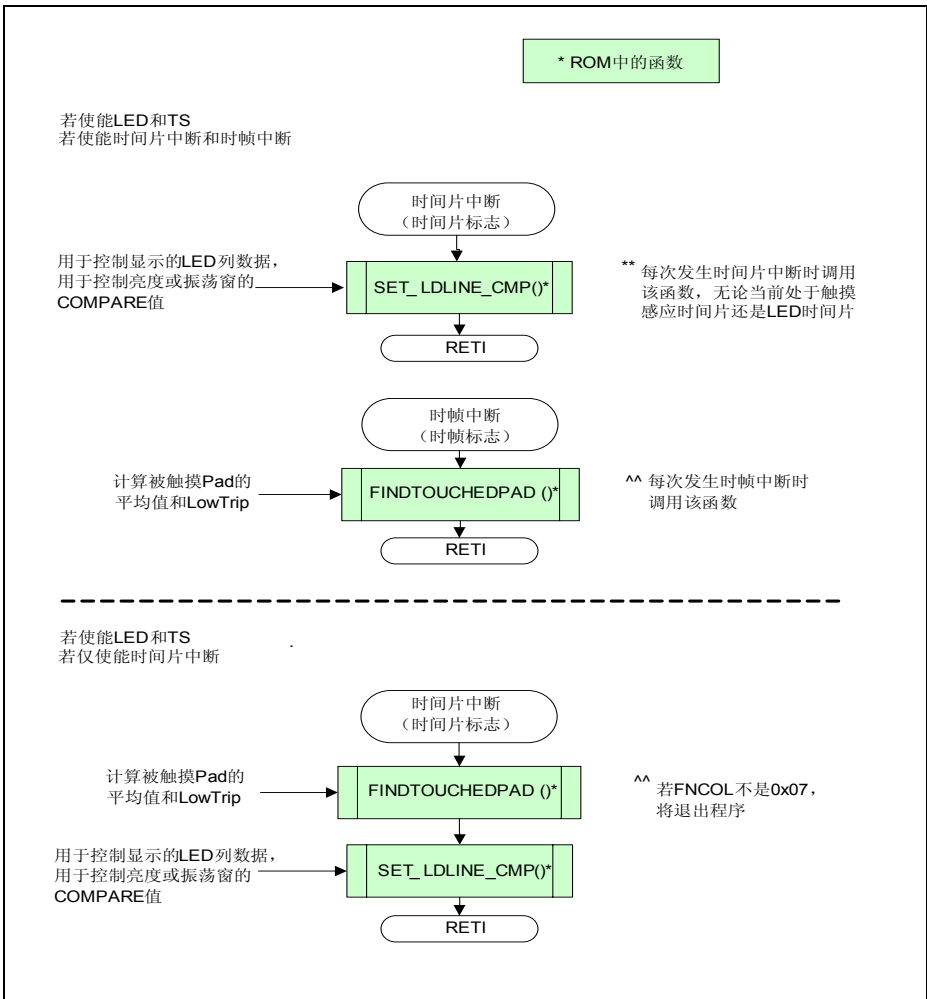 * ROM中的函数
若使能LED和TS
若使能时间片中断和时帧中断
时间片中断
（时间片标志）
用于控制显示的LED列数据，
用于控制亮度或振荡窗的
COMPARE值
SET_LDLINE_CMP()*
** 每次发生时间片中断时调用
该函数，无论当前处于触摸
感应时间片还是LED时间片
RETI
时帧中断
（时帧标志）
计算被触摸Pad的
平均值和LowTrip
FINDTOUCHEDPAD ()*
^^ 每次发生时帧中断时
调用该函数
RETI
若使能LED和TS
若仅使能时间片中断
时间片中断
（时间片标志）
计算被触摸Pad的
平均值和LowTrip
FINDTOUCHEDPAD ()*
^^ 若FNCOL不是0x07，
将退出程序
用于控制显示的LED列数据，
用于控制亮度或振荡窗的
COMPARE值
SET_LDLINE_CMP()*
RETI